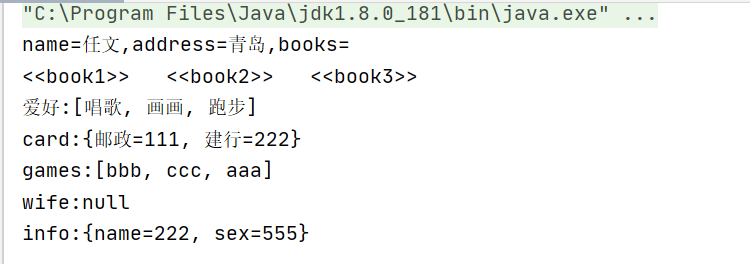 "C:\Program Files\Java\jdk1.8.0_181\bin\java.exe" ...
name=任文,address=青岛,books=
<<book1>>   <<book2>>   <<book3>>
爱好:[唱歌, 画画, 跑步]
card:{邮政=111, 建行=222}
games:[bbb, ccc, aaa]
wife:null
info:{name=222, sex=555}